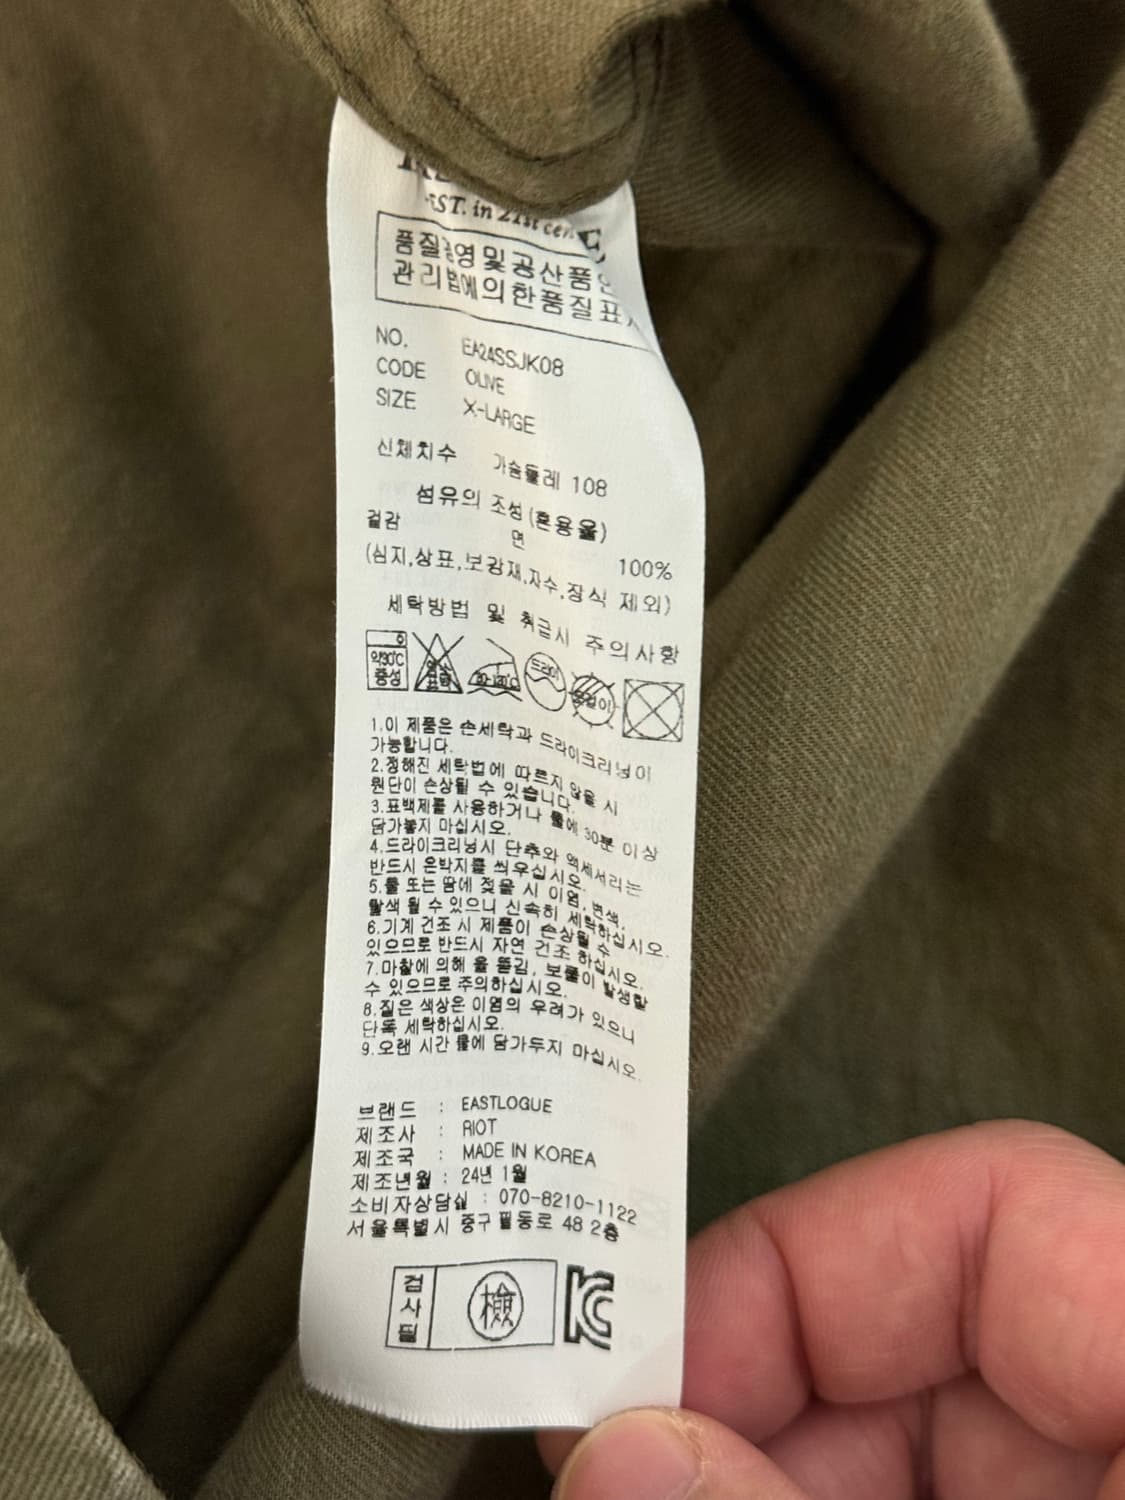 EST. in 21st cen
품질경영 및 공산품
관리법에의한품질표
NO. EA24SSJK08
CODE OLIVE
SIZE X-LARGE
신체치수 가슴둘레 108
섬유의 조성(혼용율)
겉감 면 100%
(심지,상표,보강재,자수,장식 제외)
세탁방법 및 취급시 주의사항
약30℃ 중성 염소 표백 드라이 옷걸이
1.이 제품은 손세탁과 드라이크리닝이
가능합니다.
2.정해진 세탁법에 따르지 않을 시
원단이 손상될 수 있습니다.
3.표백제를 사용하거나 물에 30분 이상
담가놓지 마십시오.
4.드라이크리닝시 단추와 액세서리는
반드시 은박지를 씌우십시오.
5.물 또는 땀에 젖을 시 이염, 변색,
탈색 될 수 있으니 신속히 세탁하십시오.
6.기계 건조 시 제품이 손상될 수
있으므로 반드시 자연 건조 하십시오.
7.마찰에 의해 올 뜯김, 보풀이 발생할
수 있으므로 주의하십시오.
8.짙은 색상은 이염의 우려가 있으니
단독 세탁하십시오.
9.오랜 시간 물에 담가두지 마십시오.
브랜드 : EASTLOGUE
제조사 : RIOT
제조국 : MADE IN KOREA
제조년월 : 24년 1월
소비자상담실 : 070-8210-1122
서울특별시 중구 필동로 48 2층
검사필 檢 KC